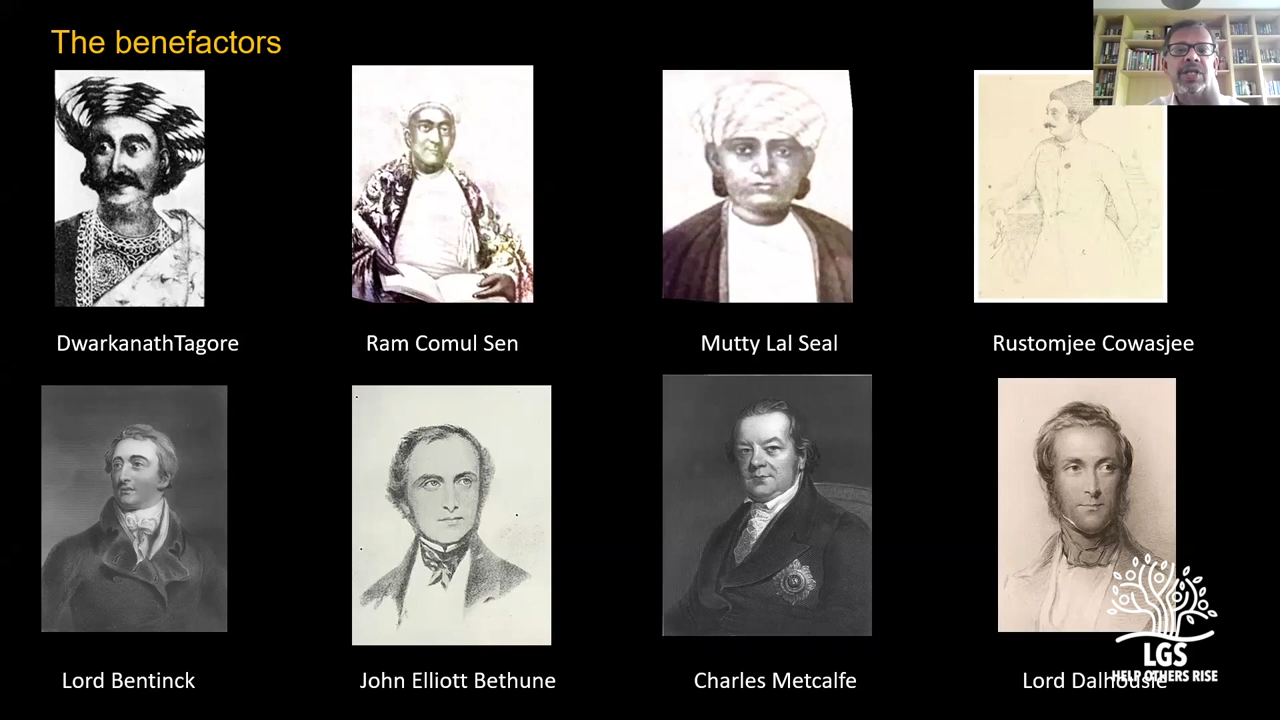 The benefactors
DwarkanathTagore
Ram Comul Sen
Mutty Lal Seal
Rustomjee Cowasjee
Lord Bentinck
John Elliott Bethune
Charles Metcalfe
Lord Dalhousie
LGS
HELP OTHERS RISE